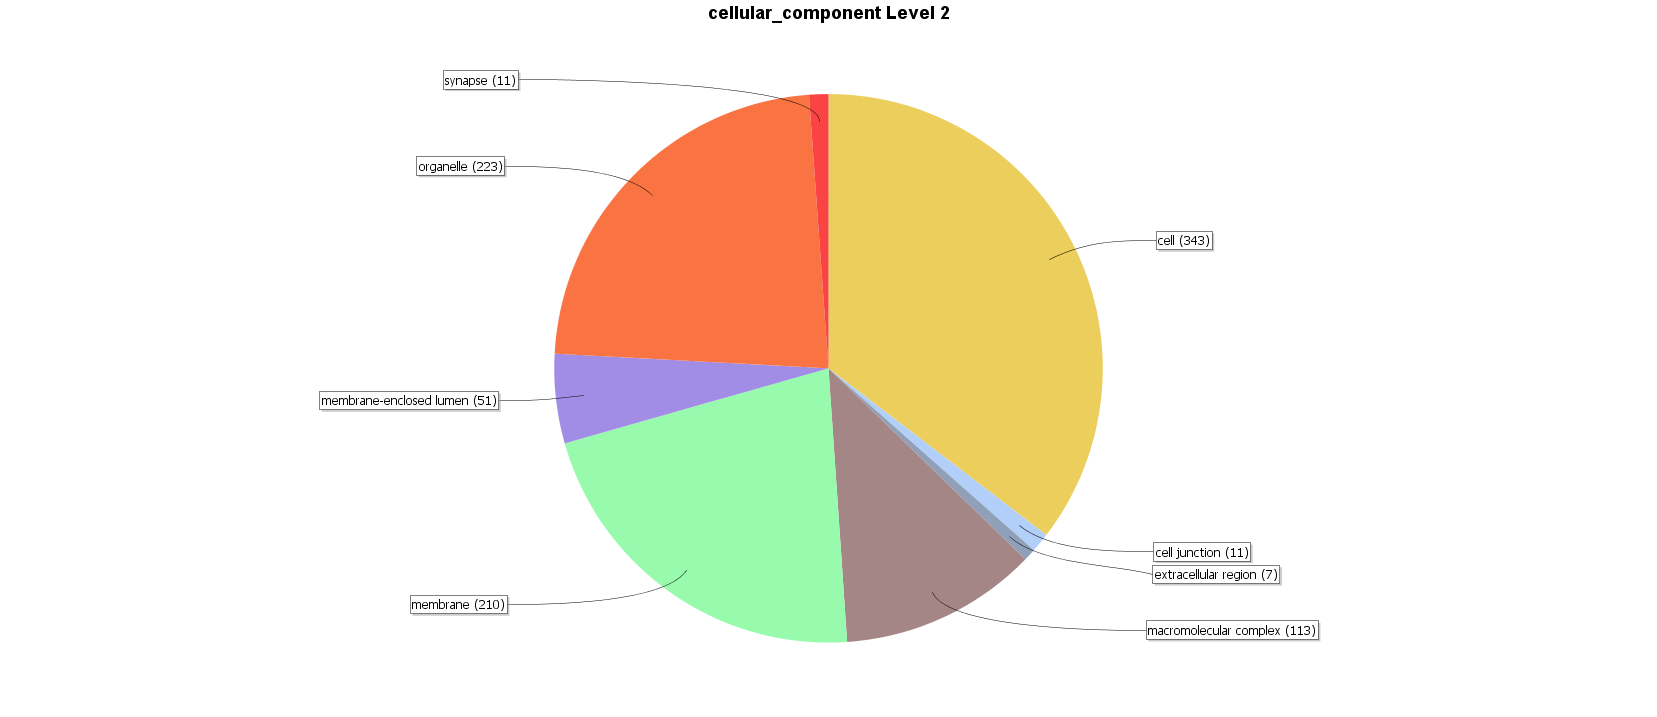 cellular_component Level 2
synapse (11)
organelle (223)
cell (343)
membrane-enclosed lumen (51)
cell junction (11)
extracellular region (7)
membrane (210)
macromolecular complex (113)